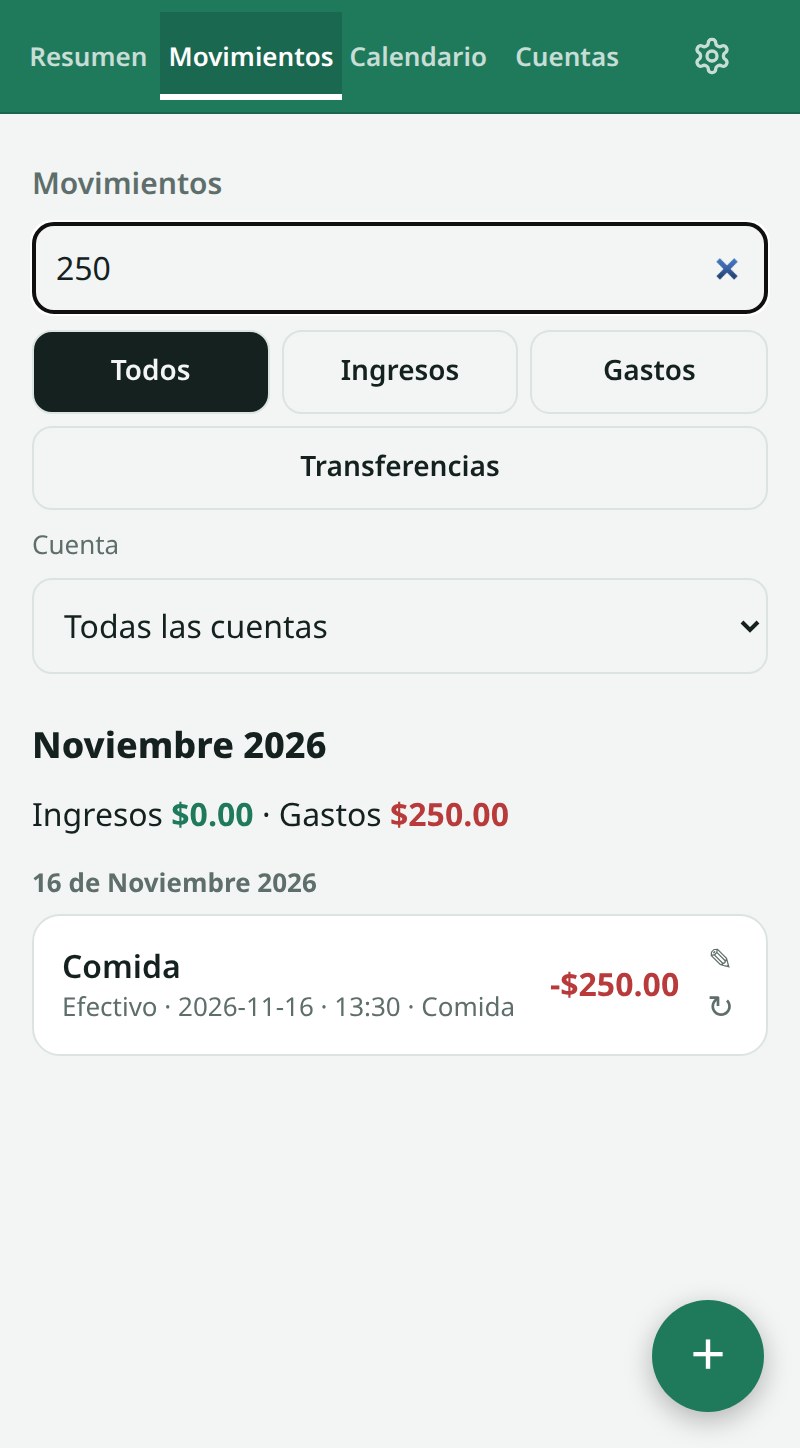 Resumen Movimientos Calendario Cuentas
Movimientos
250
Todos Ingresos Gastos
Transferencias
Cuenta
Todas las cuentas
Noviembre 2026
Ingresos $0.00 · Gastos $250.00
16 de Noviembre 2026
Comida
Efectivo · 2026-11-16 · 13:30 · Comida
-$250.00
+